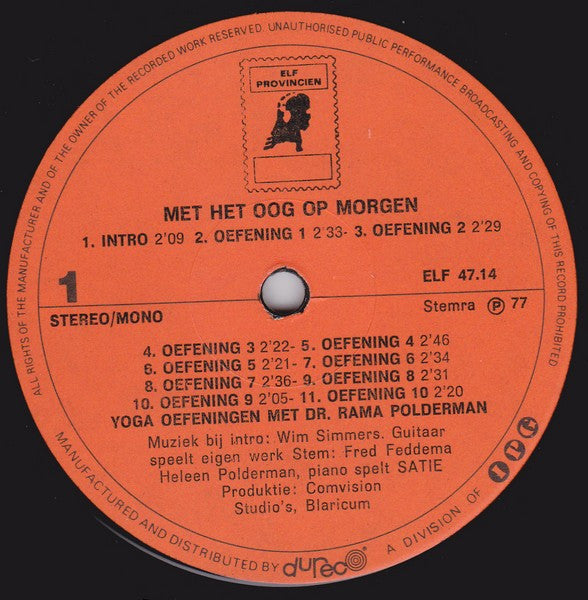 ALL RIGHTS OF THE MANUFACTURER AND OF THE OWNER OF THE RECORDED WORK RESERVED. UNAUTHORISED PUBLIC PERFORMANCE BROADCASTING AND COPYING OF THIS RECORD PROHIBITED
ELF
PROVINCIEN
MET HET OOG OP MORGEN
1. INTRO 2'09 2. OEFENING 1 2'33- 3. OEFENING 2 2'29
1
ELF 47.14
STEREO/MONO
Stemra Ⓟ 77
4. OEFENING 3 2'22- 5. OEFENING 4 2'46
6. OEFENING 5 2'21- 7. OEFENING 6 2'34
8. OEFENING 7 2'36- 9. OEFENING 8 2'31
10. OEFENING 9 2'05- 11. OEFENING 10 2'20
YOGA OEFENINGEN MET DR. RAMA POLDERMAN
Muziek bij intro: Wim Simmers. Guitaar
speelt eigen werk Stem: Fred Feddema
Heleen Polderman, piano spelt SATIE
Produktie: Comvision
Studio's, Blaricum
MANUFACTURED AND DISTRIBUTED BY dureco A DIVISION OF